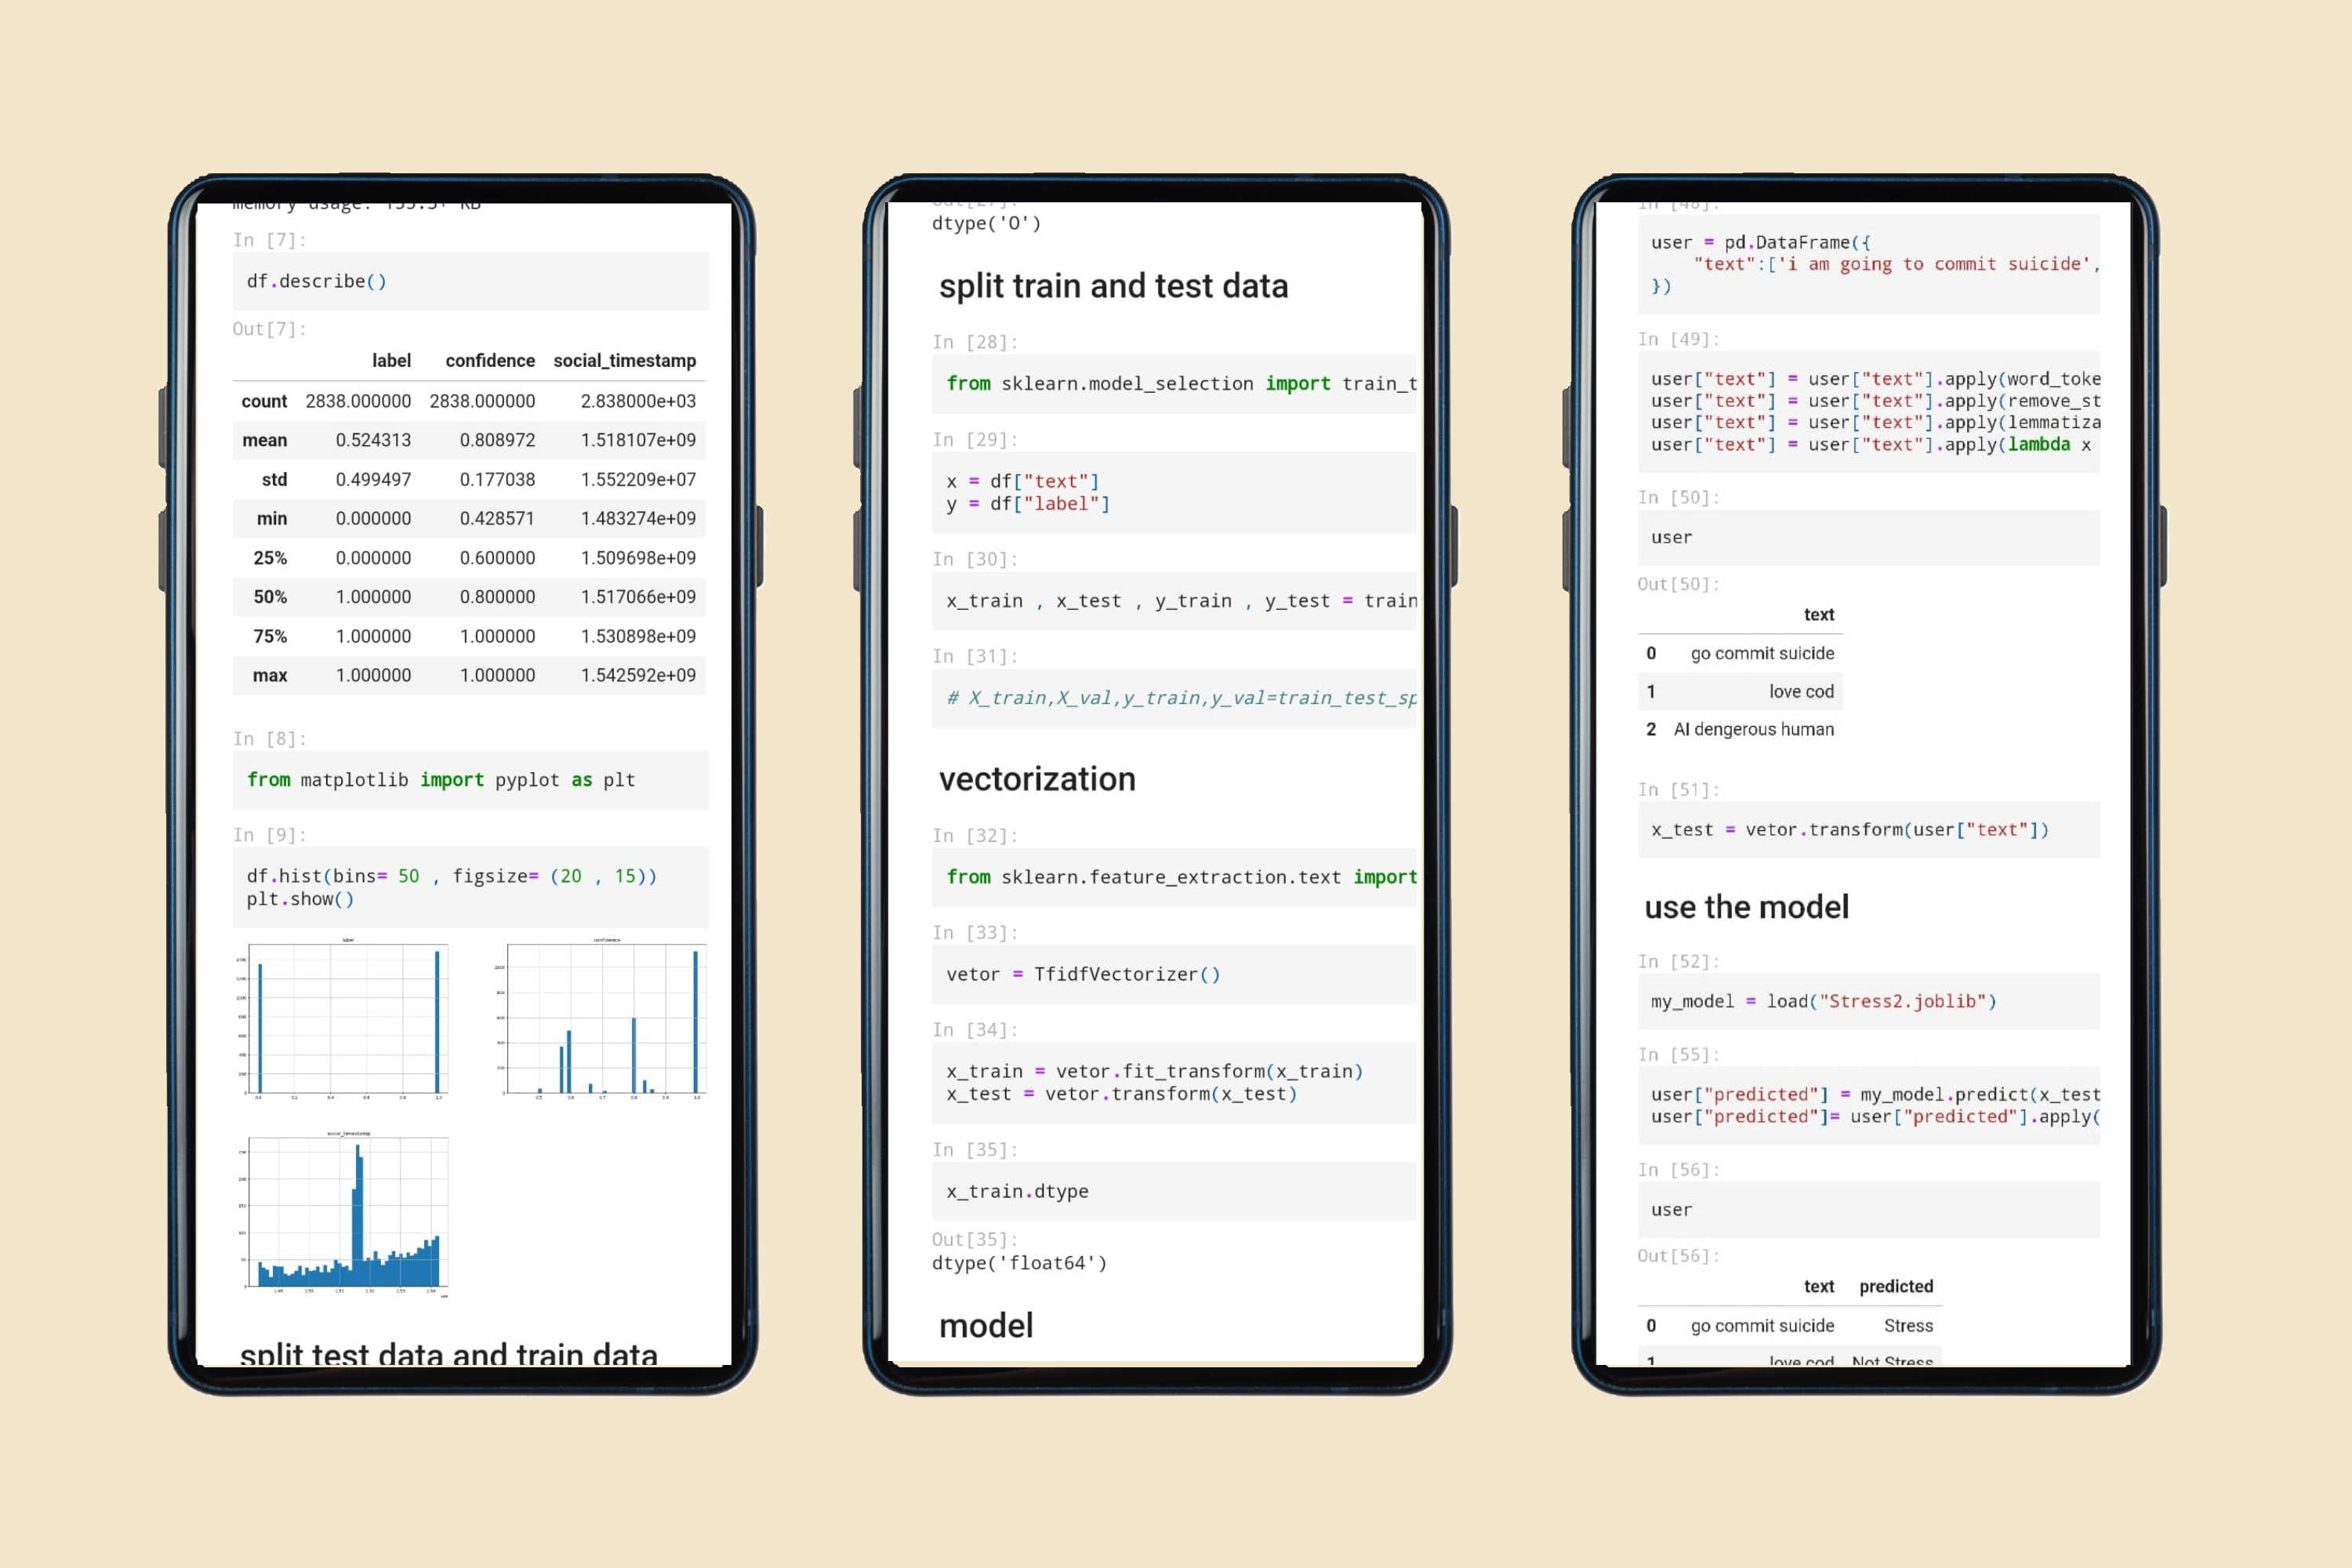 In [7]:
df.describe()
Out[7]:
label confidence social_timestamp
count 2838.000000 2838.000000 2.838000e+03
mean 0.524313 0.808972 1.518107e+09
std 0.499497 0.177038 1.552209e+07
min 0.000000 0.428571 1.483274e+09
25% 0.000000 0.600000 1.509698e+09
50% 1.000000 0.800000 1.517066e+09
75% 1.000000 1.000000 1.530898e+09
max 1.000000 1.000000 1.542592e+09
In [8]:
from matplotlib import pyplot as plt
In [9]:
df.hist(bins= 50 , figsize= (20 , 15))
plt.show()
label
confidence
social_timestamp
split test data and train data
dtype('O')
split train and test data
In [28]:
from sklearn.model_selection import train_t
In [29]:
x = df["text"]
y = df["label"]
In [30]:
x_train , x_test , y_train , y_test = train
In [31]:
# X_train,X_val,y_train,y_val=train_test_sp
vectorization
In [32]:
from sklearn.feature_extraction.text import
In [33]:
vetor = TfidfVectorizer()
In [34]:
x_train = vetor.fit_transform(x_train)
x_test = vetor.transform(x_test)
In [35]:
x_train.dtype
Out[35]:
dtype('float64')
model
In [48]:
user = pd.DataFrame({
"text":['i am going to commit suicide',
})
In [49]:
user["text"] = user["text"].apply(word_toke
user["text"] = user["text"].apply(remove_st
user["text"] = user["text"].apply(lemmatiza
user["text"] = user["text"].apply(lambda x
In [50]:
user
Out[50]:
text
0 go commit suicide
1 love cod
2 AI dengerous human
In [51]:
x_test = vetor.transform(user["text"])
use the model
In [52]:
my_model = load("Stress2.joblib")
In [55]:
user["predicted"] = my_model.predict(x_test
user["predicted"]= user["predicted"].apply(
In [56]:
user
Out[56]:
text predicted
0 go commit suicide Stress
1 love cod Not Stress